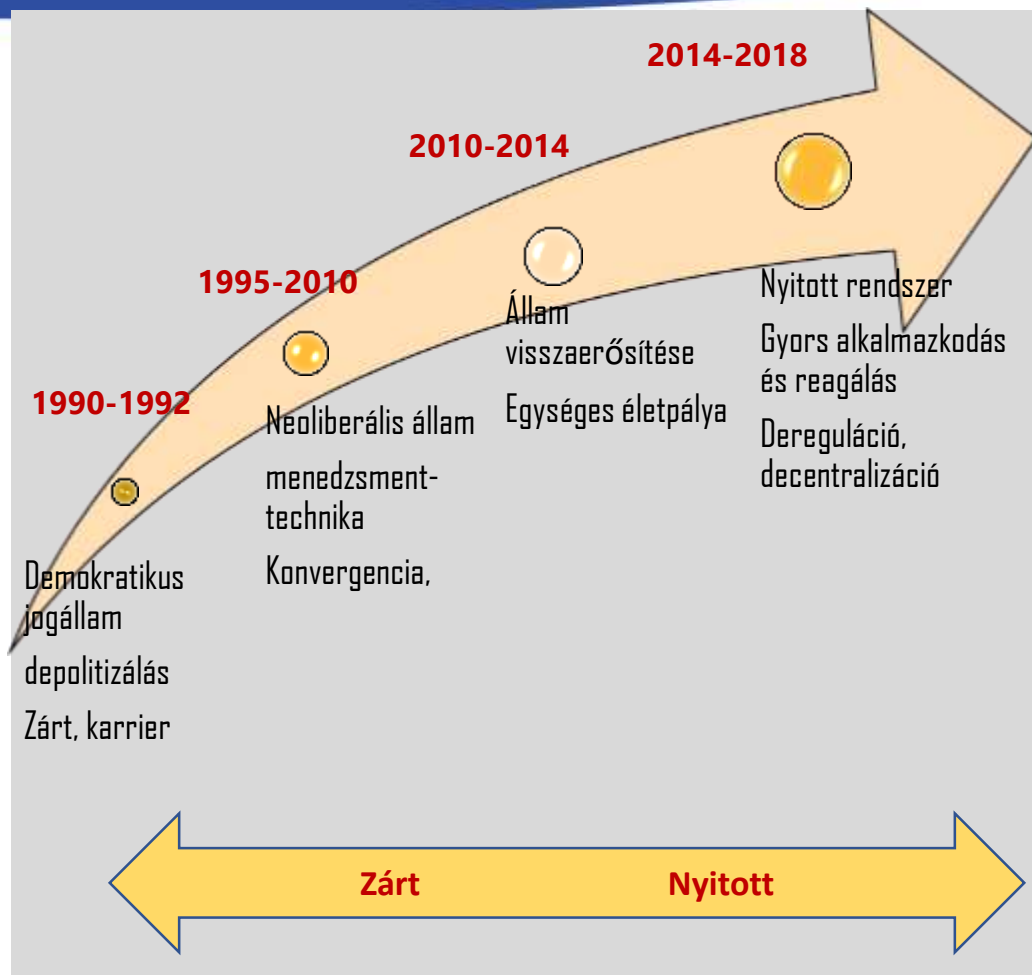 1990-1992
Demokratikus
jogállam
depolitizálás
Zárt, karrier
1995-2010
Neoliberális állam
menedzsment-
technika
Konvergencia,
2010-2014
Állam
visszaerősítése
Egységes életpálya
2014-2018
Nyitott rendszer
Gyors alkalmazkodás
és reagálás
Dereguláció,
decentralizáció
Zárt Nyitott